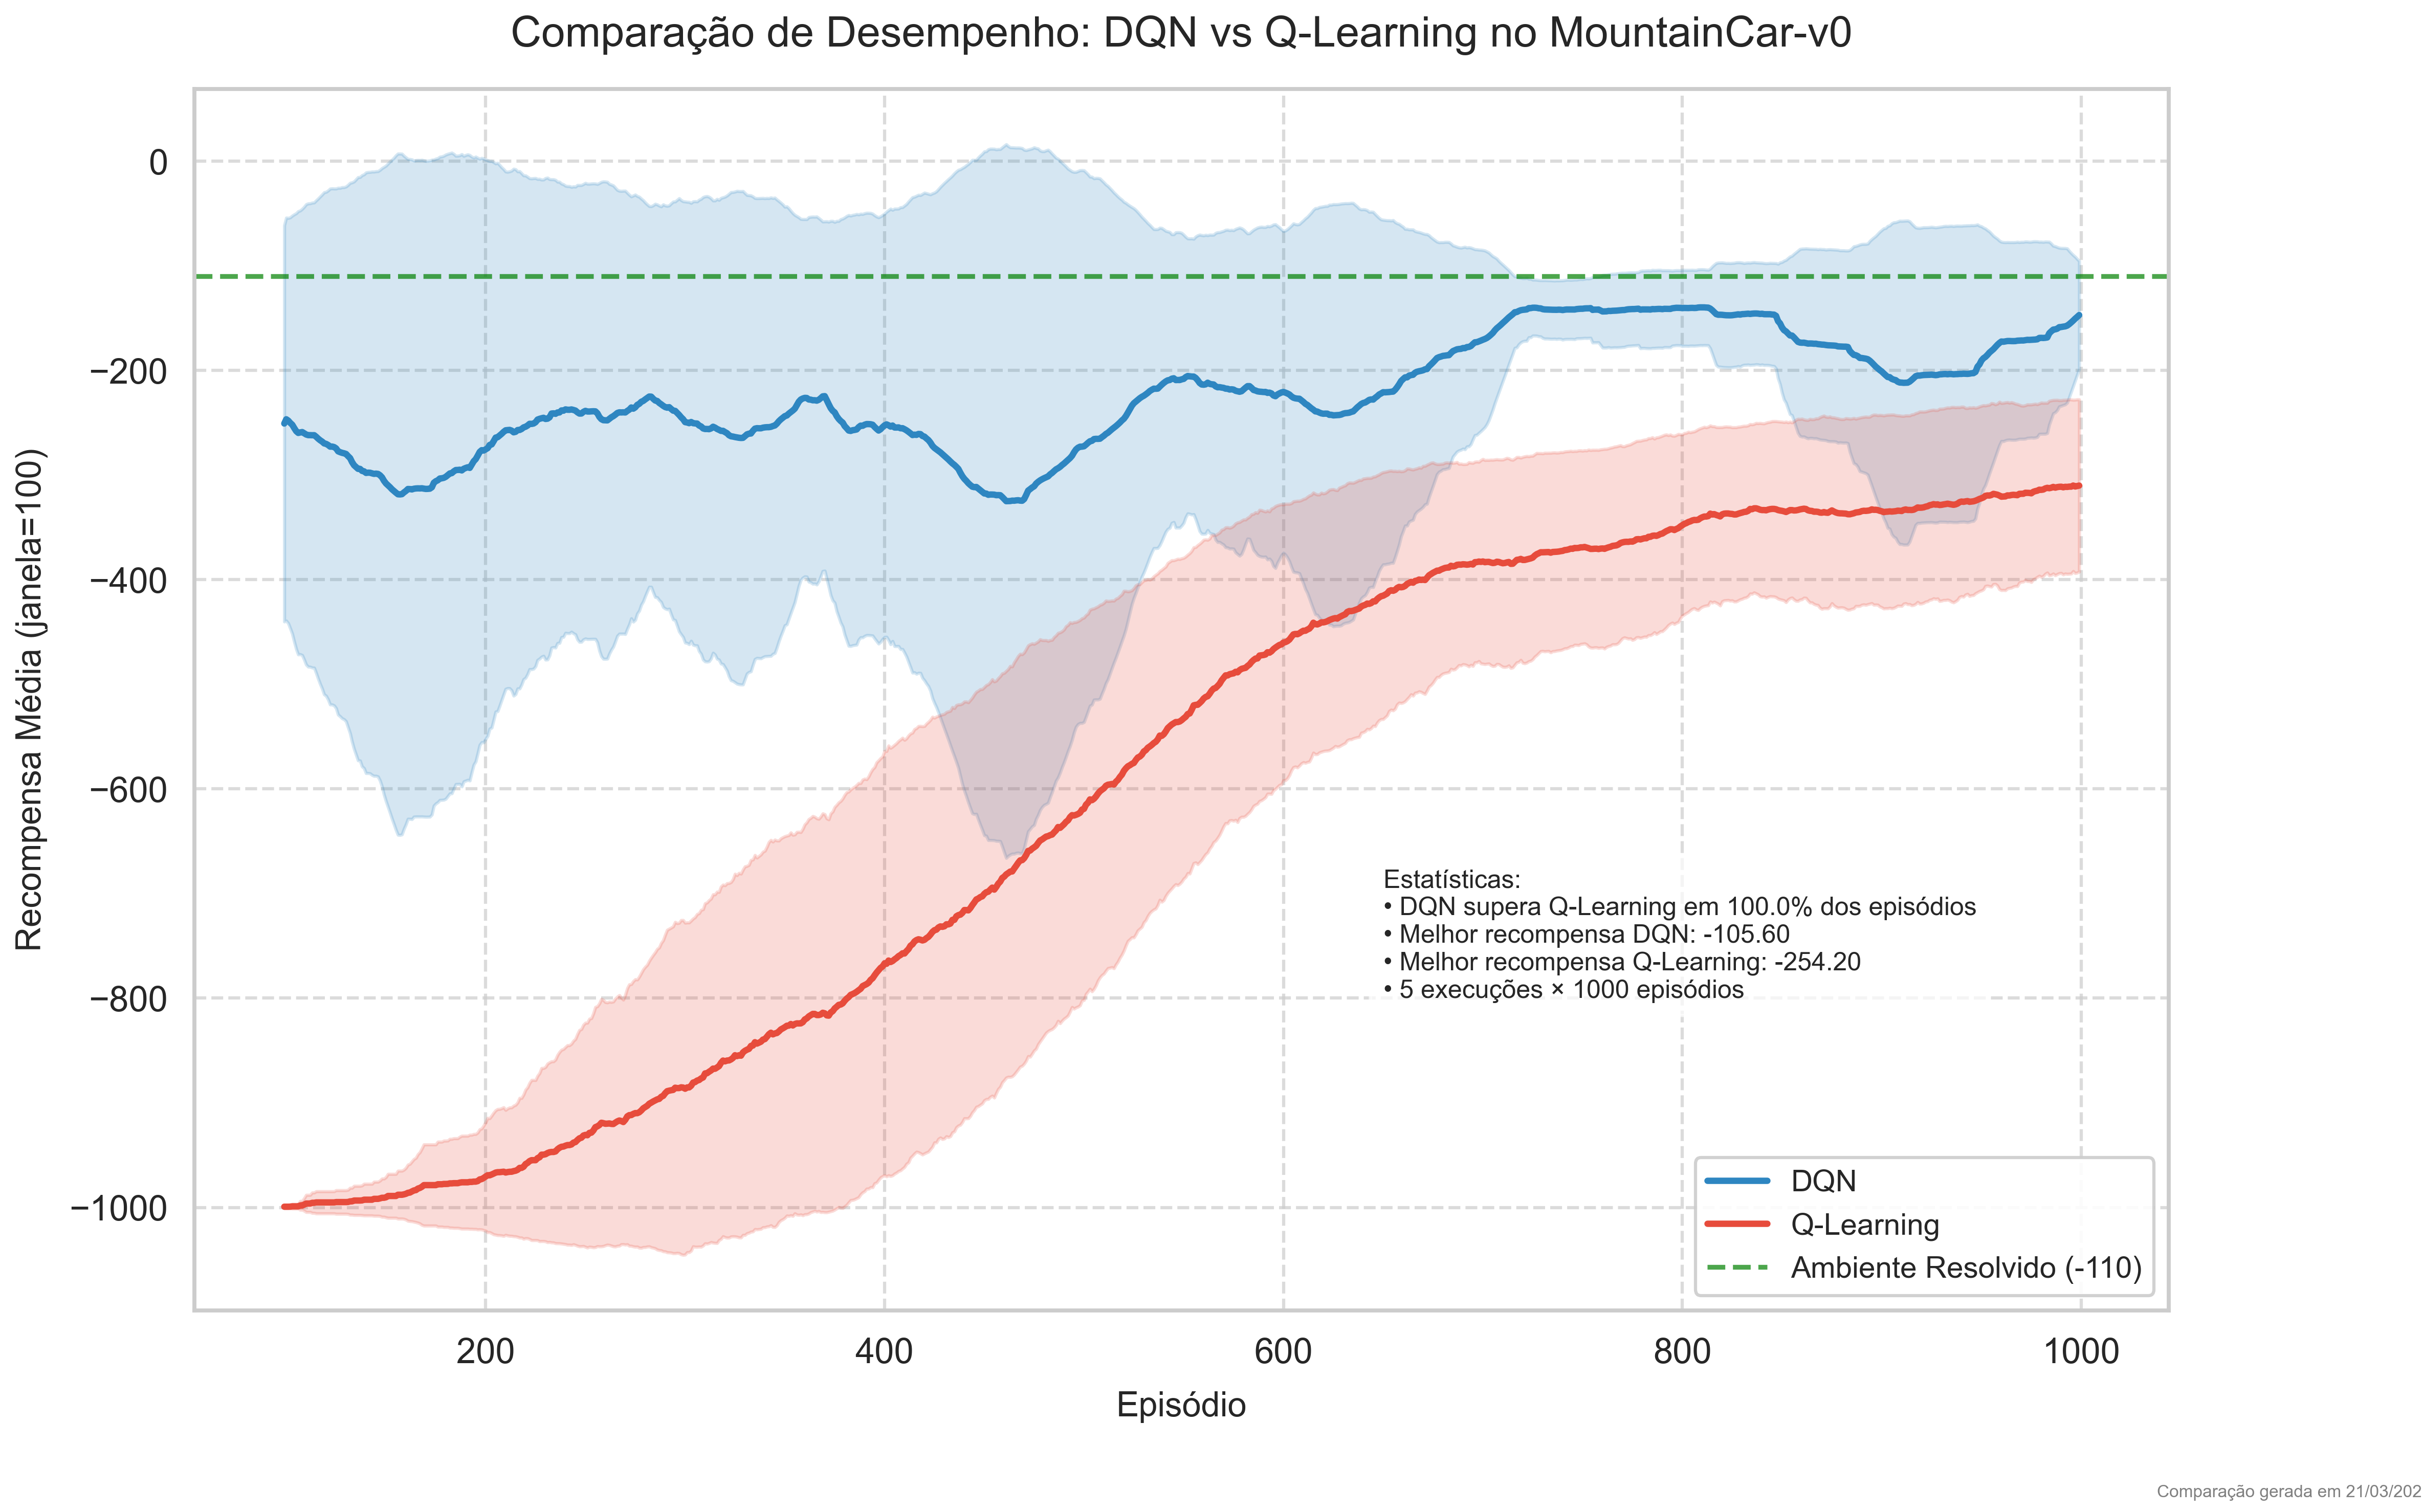 Comparação de Desempenho: DQN vs Q-Learning no MountainCar-v0
Recompensa Média (janela=100)
0
−200
−400
−600
−800
−1000
Estatísticas:
• DQN supera Q-Learning em 100.0% dos episódios
• Melhor recompensa DQN: -105.60
• Melhor recompensa Q-Learning: -254.20
• 5 execuções × 1000 episódios
DQN
Q-Learning
Ambiente Resolvido (-110)
200
400
600
800
1000
Episódio
Comparação gerada em 21/03/202